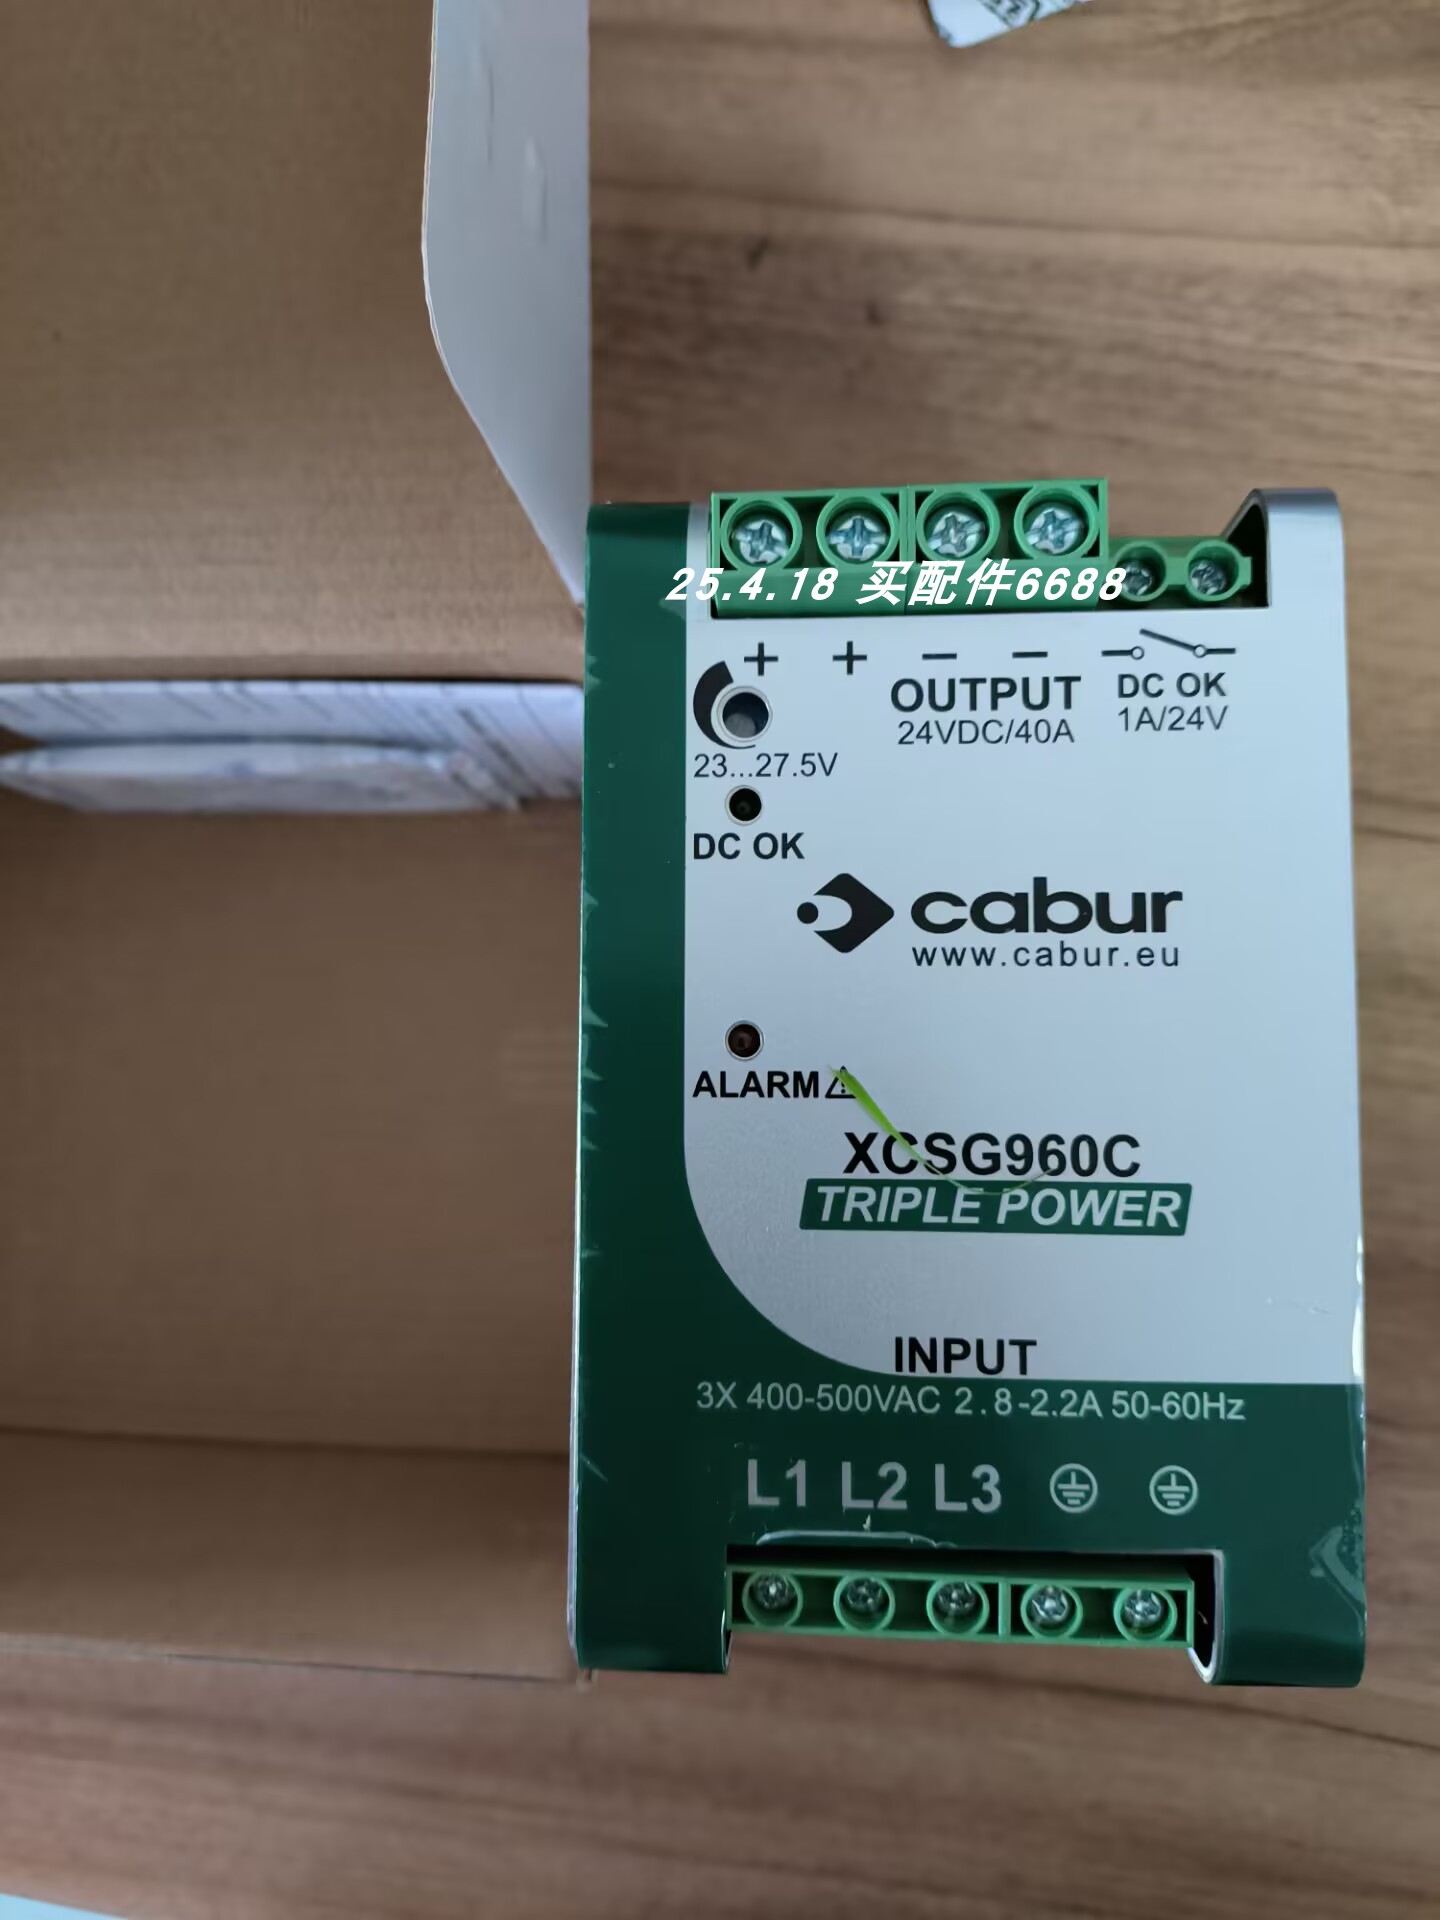 25.4.18 买配件6688
+ + - -
OUTPUT
24VDC/40A
DC OK
1A/24V
23...27.5V
DC OK
cabur
www.cabur.eu
ALARM
XCSG960C
TRIPLE POWER
INPUT
3X 400-500VAC 2.8-2.2A 50-60Hz
L1 L2 L3